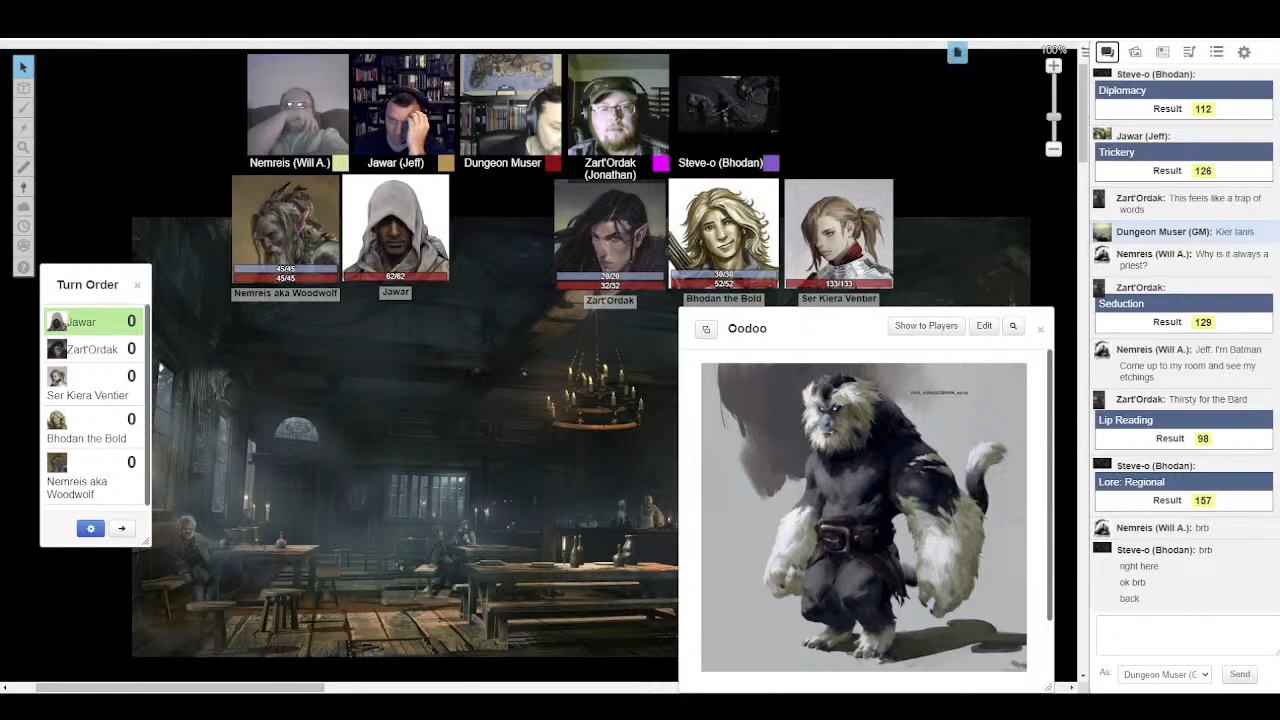 100%
Nemreis (Will A.)
Jawar (Jeff)
Dungeon Muser
Zart'Ordak
(Jonathan)
Steve-o (Bhodan)
45/45
45/45
Nemreis aka Woodwolf
62/62
Jawar
20/20
32/32
Zart'Ordak
30/30
52/52
Bhodan the Bold
133/133
Ser Kiera Ventier
Turn Order
Jawar 0
Zart'Ordak 0
0
Ser Kiera Ventier
0
Bhodan the Bold
0
Nemreis aka
Woodwolf
Oodoo
Show to Players
Edit
Steve-o (Bhodan):
Diplomacy
Result 112
Jawar (Jeff):
Trickery
Result 126
Zart'Ordak: This feels like a trap of
words
Dungeon Muser (GM): Kier Ianis
Nemreis (Will A.): Why is it always a
priest?
Zart'Ordak:
Seduction
Result 129
Nemreis (Will A.): Jeff: I'm Batman
Come up to my room and see my
etchings
Zart'Ordak: Thirsty for the Bard
Lip Reading
Result 98
Steve-o (Bhodan):
Lore: Regional
Result 157
Nemreis (Will A.): brb
Steve-o (Bhodan): brb
right here
ok brb
back
As:
Dungeon Muser (G
Send